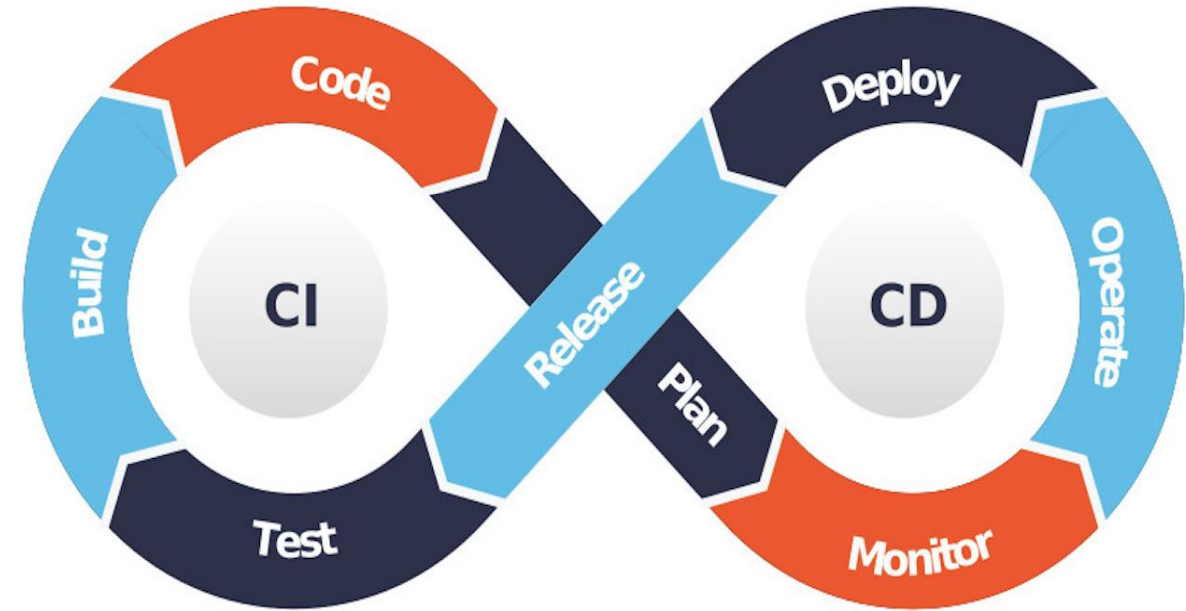 Code
Deploy
Build
CI
Release
Plan
CD
Operate
Test
Monitor